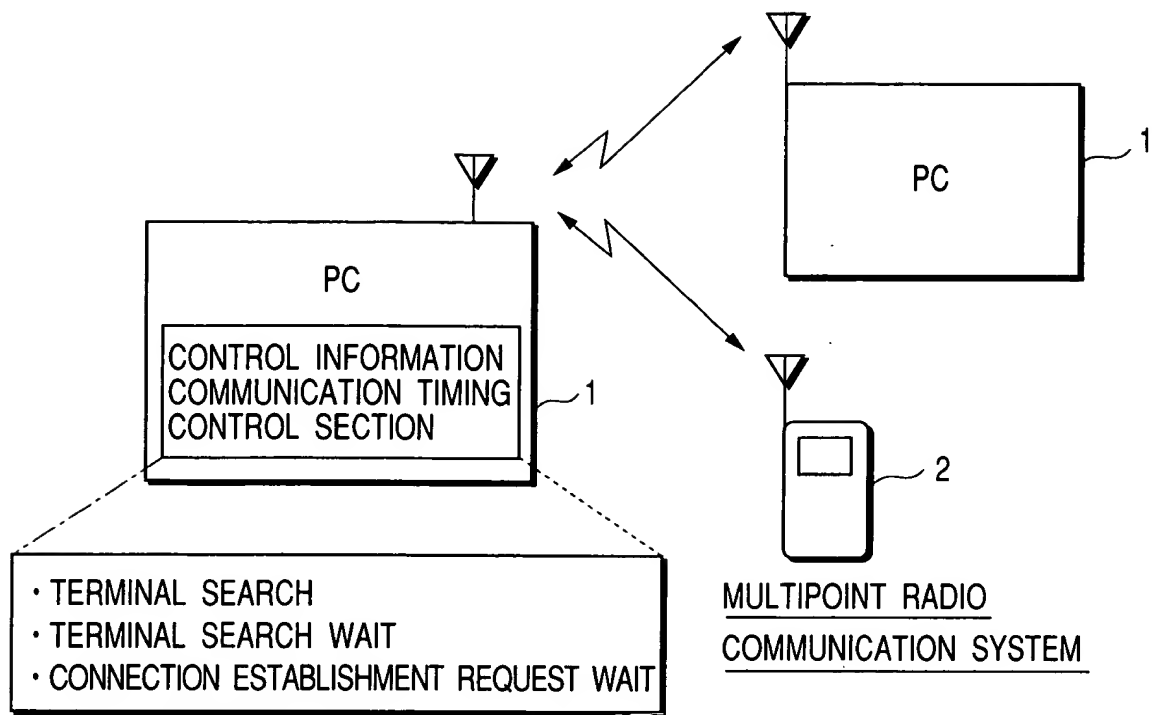 PC
1
PC
CONTROL INFORMATION
COMMUNICATION TIMING
CONTROL SECTION
1
2
· TERMINAL SEARCH
· TERMINAL SEARCH WAIT
· CONNECTION ESTABLISHMENT REQUEST WAIT
MULTIPOINT RADIO
COMMUNICATION SYSTEM